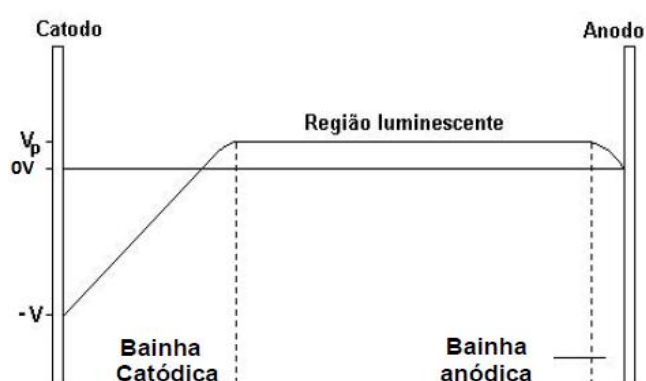 Catodo
Anodo
Região luminescente
Vp
0V
-V
Bainha
Catódica
Bainha
anódica